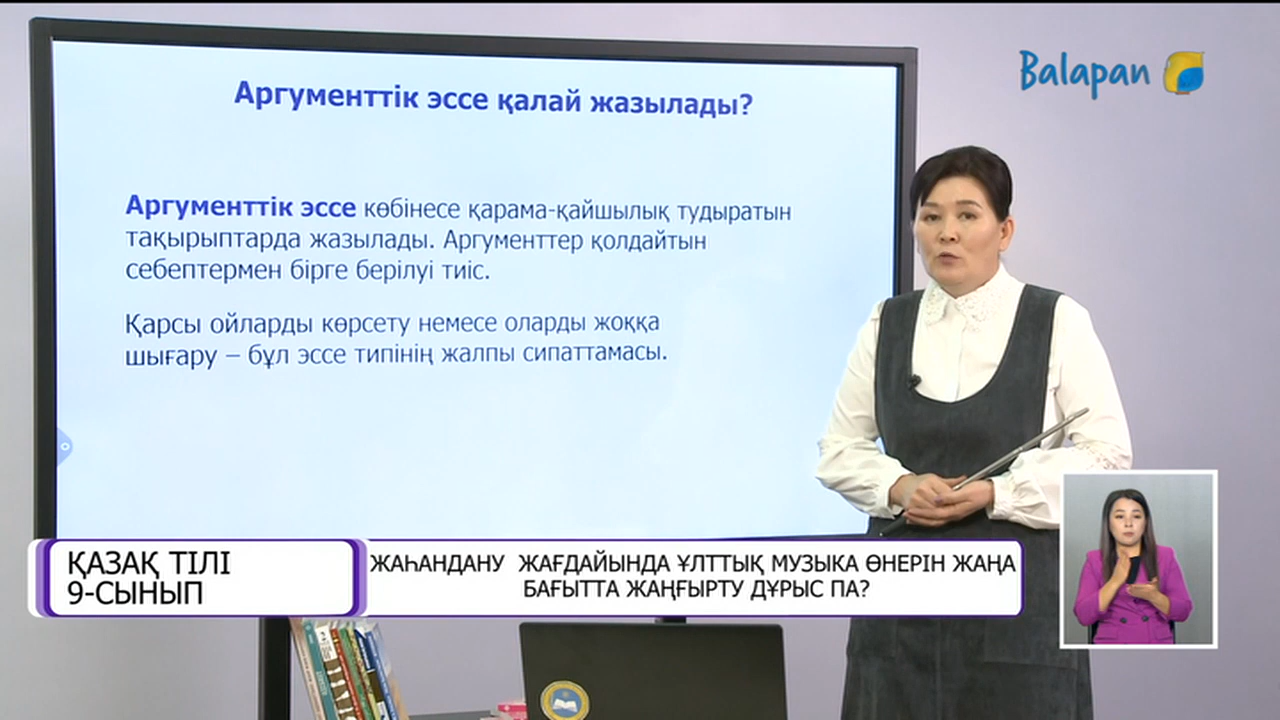 Balapan
Аргументтік эссе қалай жазылады?
Аргументтік эссе көбінесе қарама-қайшылық тудыратын
тақырыптарда жазылады. Аргументтер қолдайтын
себептермен бірге берілуі тиіс.
Қарсы ойларды көрсету немесе оларды жоққа
шығару – бұл эссе типінің жалпы сипаттамасы.
ҚАЗАҚ ТІЛІ
9-СЫНЫП
ЖАҺАНДАНУ ЖАҒДАЙЫНДА ҰЛТТЫҚ МУЗЫКА ӨНЕРІН ЖАҢА
БАҒЫТТА ЖАҢҒЫРТУ ДҰРЫС ПА?